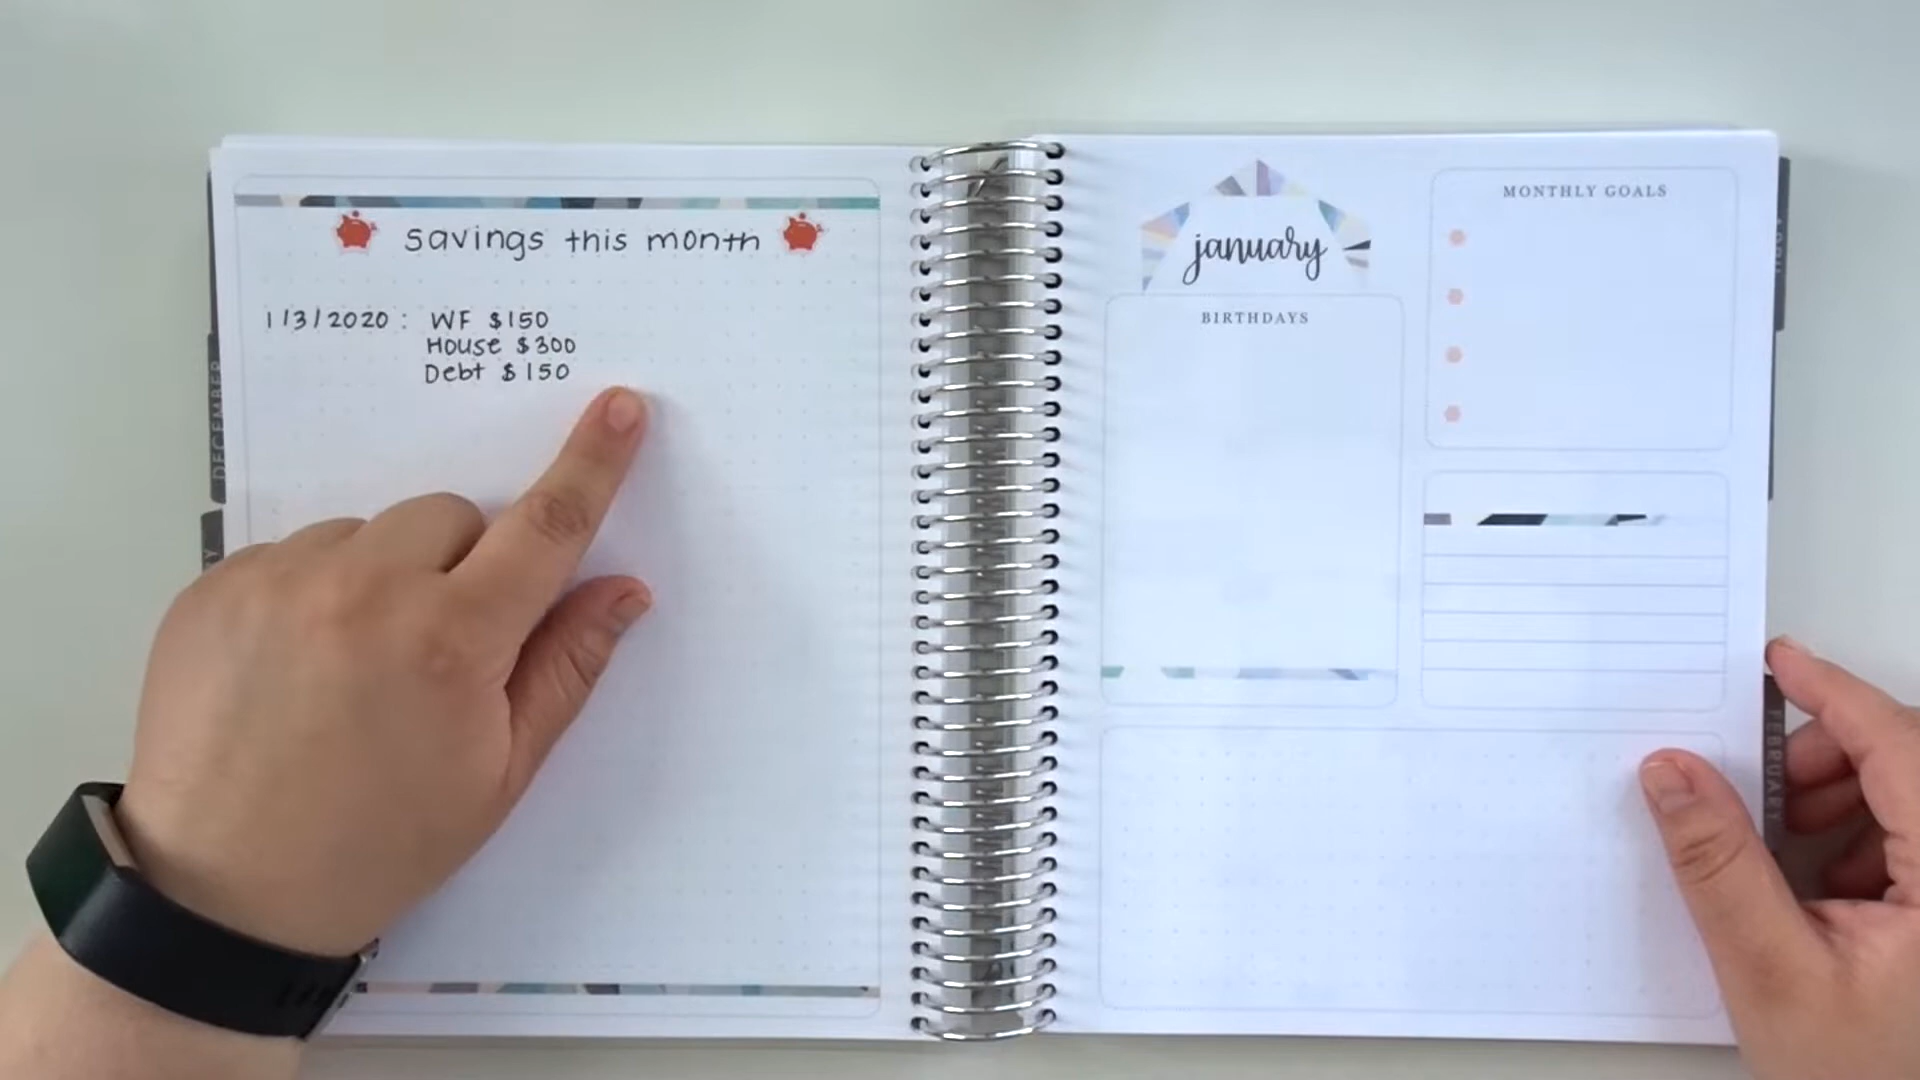 savings this month
1/3/2020: WF $150
House $300
Debt $150
DECEMBER
january
BIRTHDAYS
MONTHLY GOALS
FEBRUARY